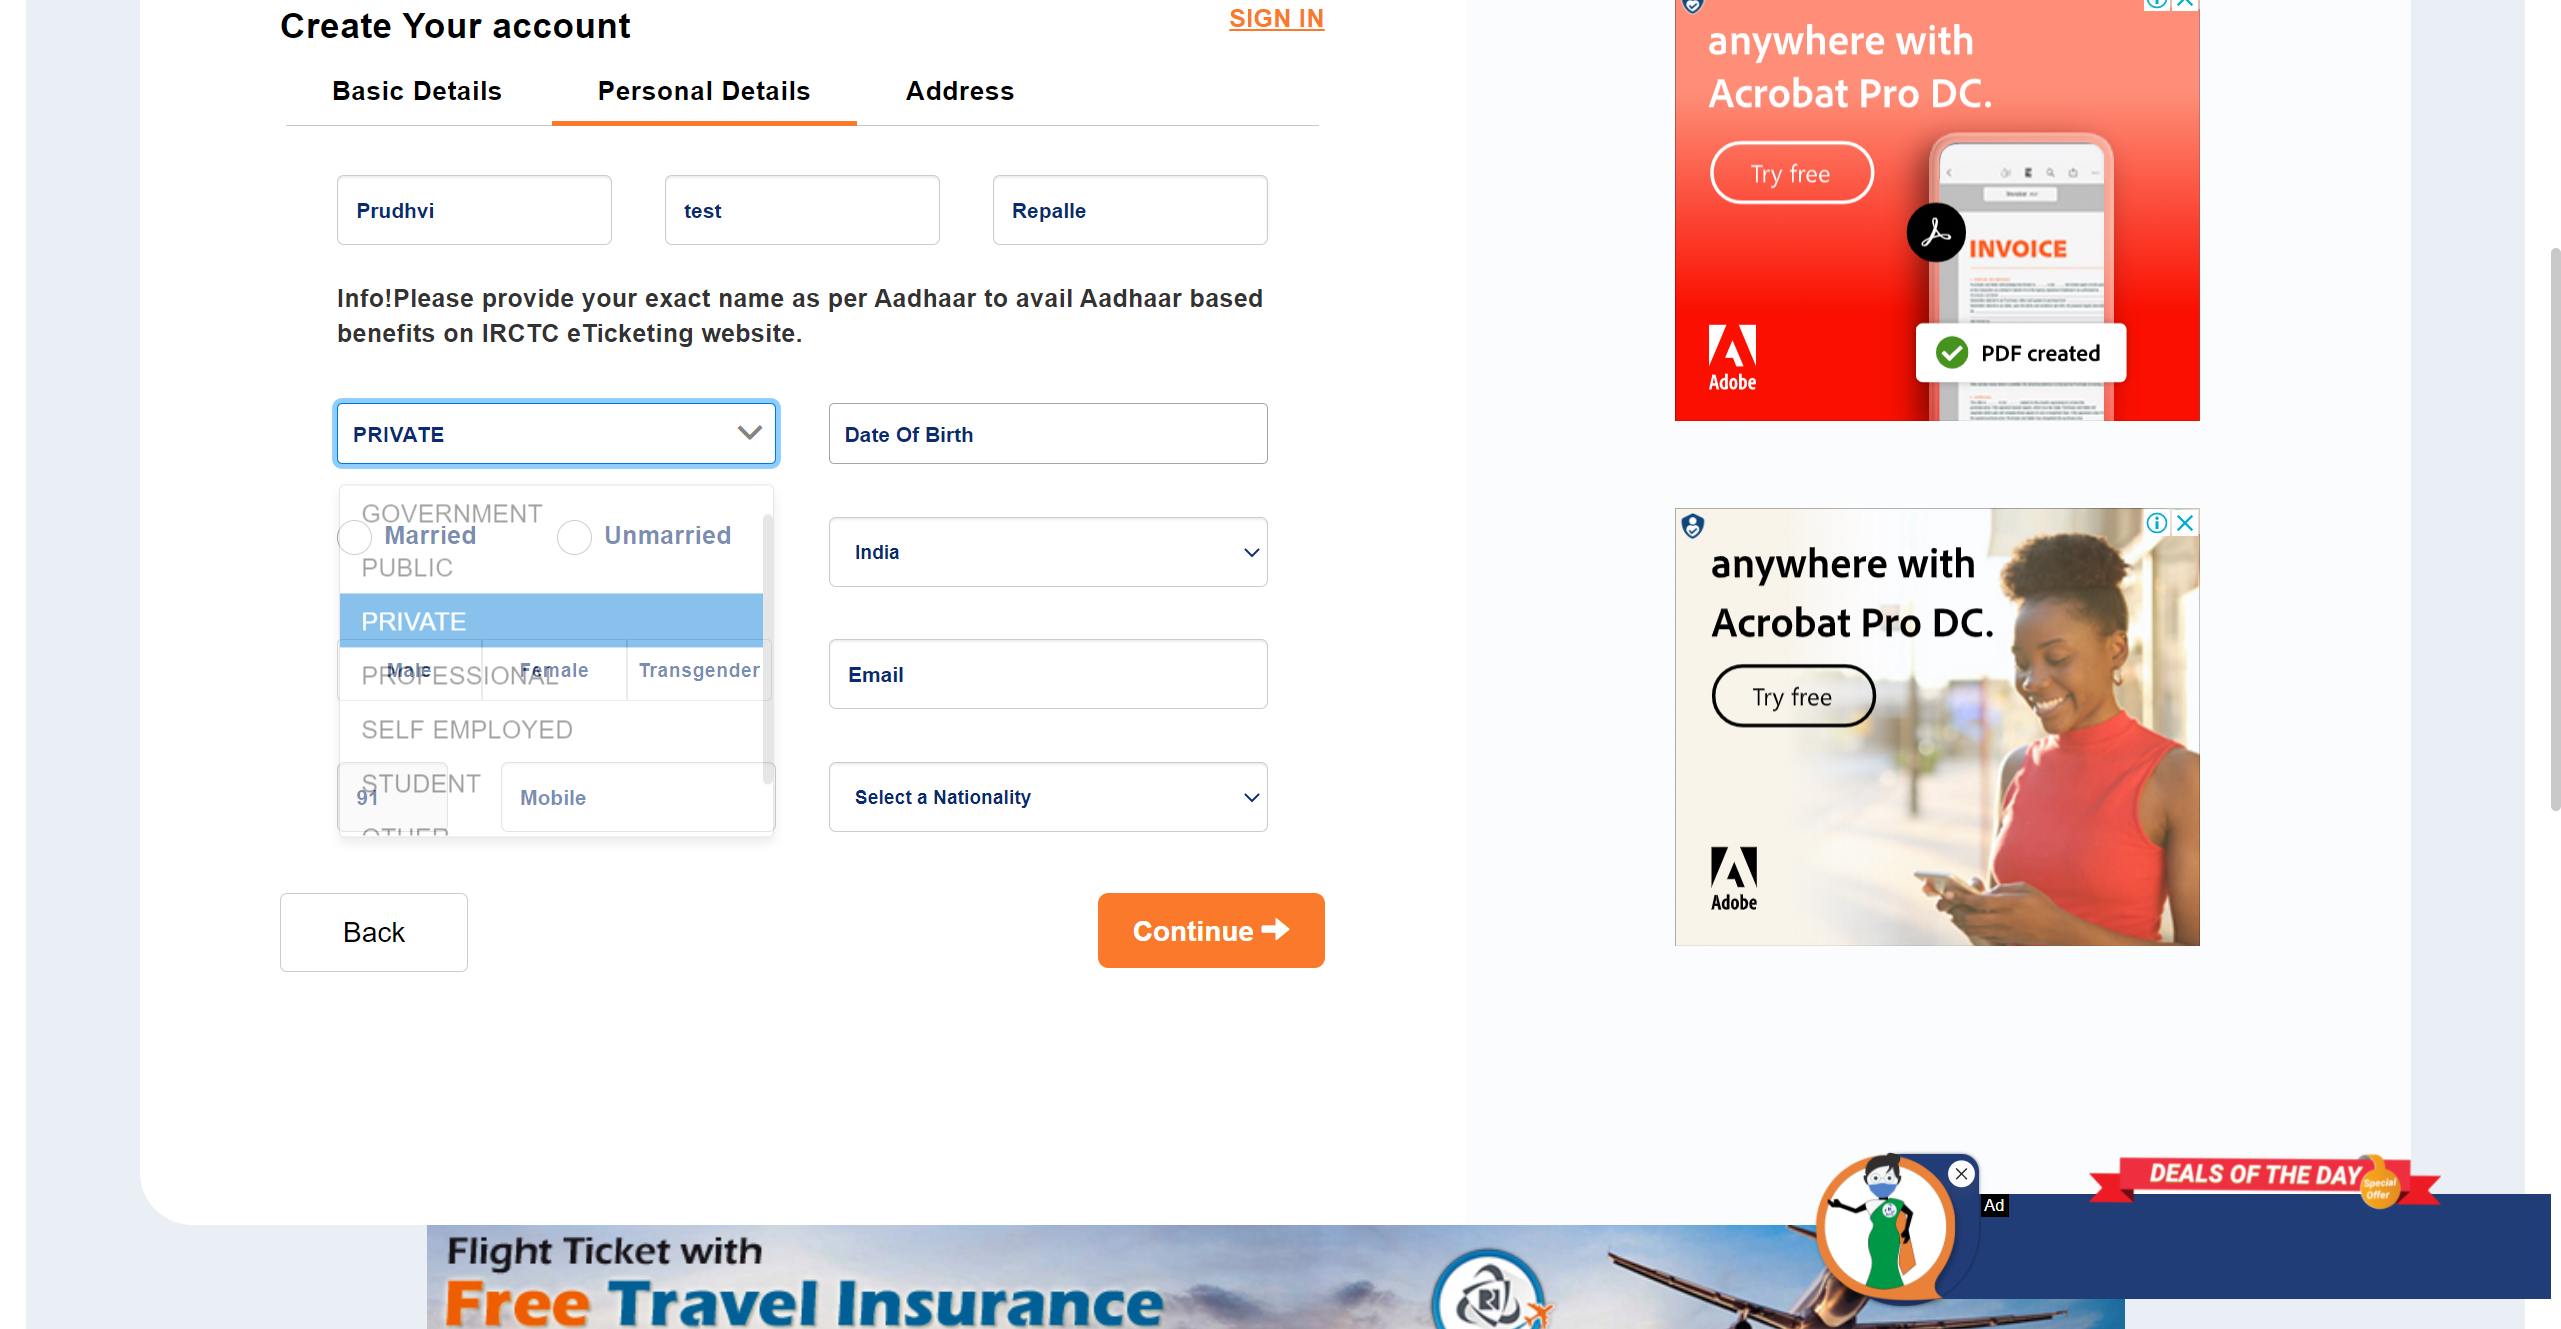 Create Your account
SIGN IN
Basic Details
Personal Details
Address
Prudhvi
test
Repalle
Info!Please provide your exact name as per Aadhaar to avail Aadhaar based
benefits on IRCTC eTicketing website.
PRIVATE
Date Of Birth
GOVERNMENT
Married
Unmarried
PUBLIC
India
PRIVATE
Male
Female
Transgender
PROFESSIONAL
Email
SELF EMPLOYED
STUDENT
91
Mobile
Select a Nationality
OTHER
Back
Continue
anywhere with
Acrobat Pro DC.
Try free
INVOICE
PDF created
Adobe
anywhere with
Acrobat Pro DC.
Try free
Adobe
DEALS OF THE DAY
Special
Offer
Ad
Flight Ticket with
Free Travel Insurance